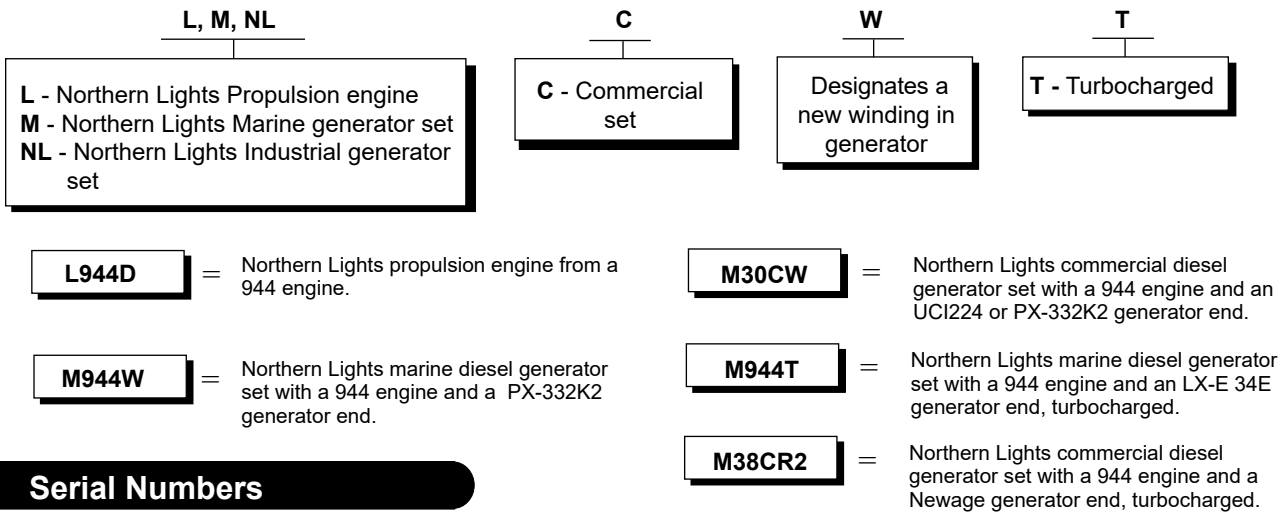 L, M, NL
C
W
T
L - Northern Lights Propulsion engine
M - Northern Lights Marine generator set
NL - Northern Lights Industrial generator
set
C - Commercial
set
Designates a
new winding in
generator
T - Turbocharged
L944D
=
Northern Lights propulsion engine from a
944 engine.
M944W
=
Northern Lights marine diesel generator
set with a 944 engine and a PX-332K2
generator end.
M30CW
=
Northern Lights commercial diesel
generator set with a 944 engine and an
UCI224 or PX-332K2 generator end.
M944T
=
Northern Lights marine diesel generator
set with a 944 engine and an LX-E 34E
generator end, turbocharged.
M38CR2
=
Northern Lights commercial diesel
generator set with a 944 engine and a
Newage generator end, turbocharged.
Serial Numbers